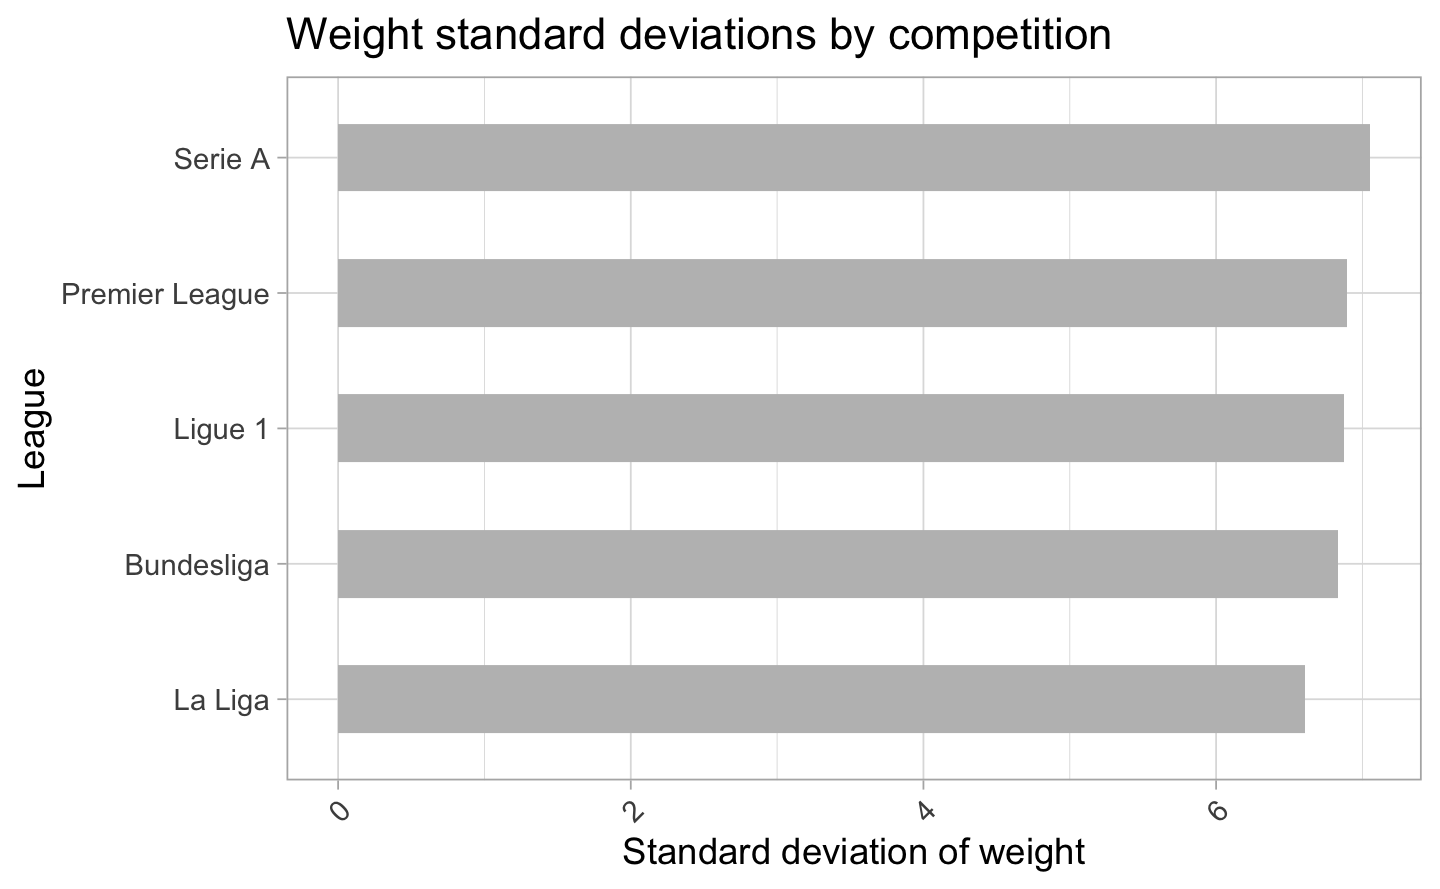 Weight standard deviations by competition
Serie A
Premier League
Ligue 1
Bundesliga
La Liga
League
0 2 4 6
Standard deviation of weight